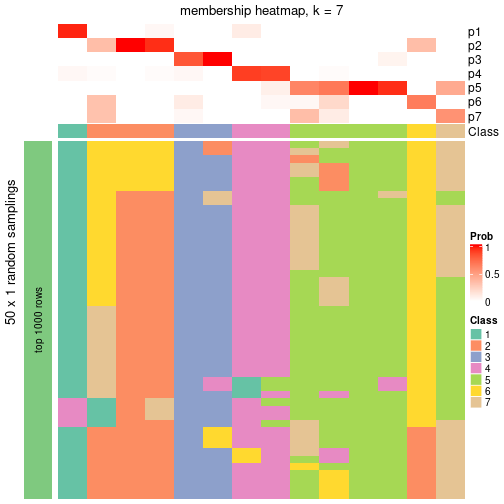 membership heatmap, k = 7
p1
p2
p3
p4
p5
p6
p7
Class
50 x 1 random samplings
top 1000 rows
Prob
1
0.5
0
Class
1
2
3
4
5
6
7